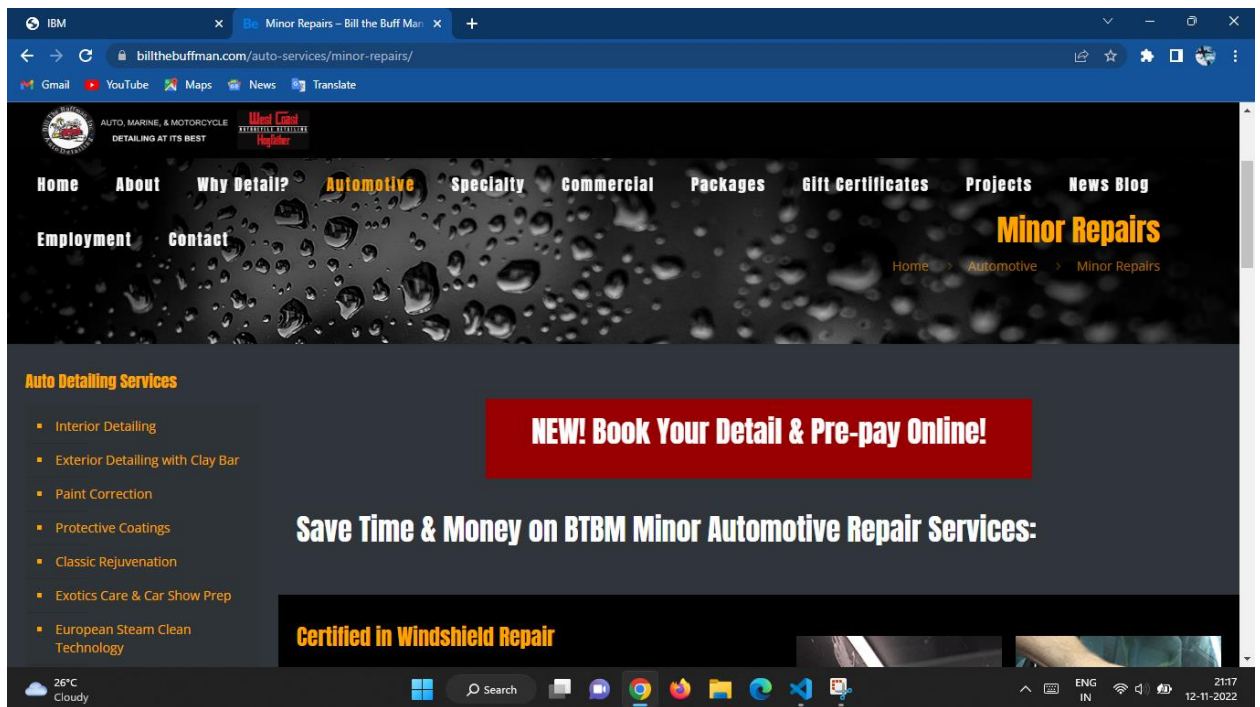 IBM
Be Minor Repairs – Bill the Buff Man
billthebuffman.com/auto-services/minor-repairs/
Gmail YouTube Maps News Translate
AUTO, MARINE, & MOTORCYCLE
DETAILING AT ITS BEST
West Coast
Home About Why Detail? Automotive Specialty Commercial Packages Gift Certificates Projects News Blog
Employment Contact
Minor Repairs
Home > Automotive > Minor Repairs
Auto Detailing Services
Interior Detailing
Exterior Detailing with Clay Bar
Paint Correction
Protective Coatings
Classic Rejuvenation
Exotics Care & Car Show Prep
European Steam Clean
Technology
NEW! Book Your Detail & Pre-pay Online!
Save Time & Money on BTBM Minor Automotive Repair Services:
Certified in Windshield Repair
26°C
Cloudy
Search
ENG
IN
21:17
12-11-2022